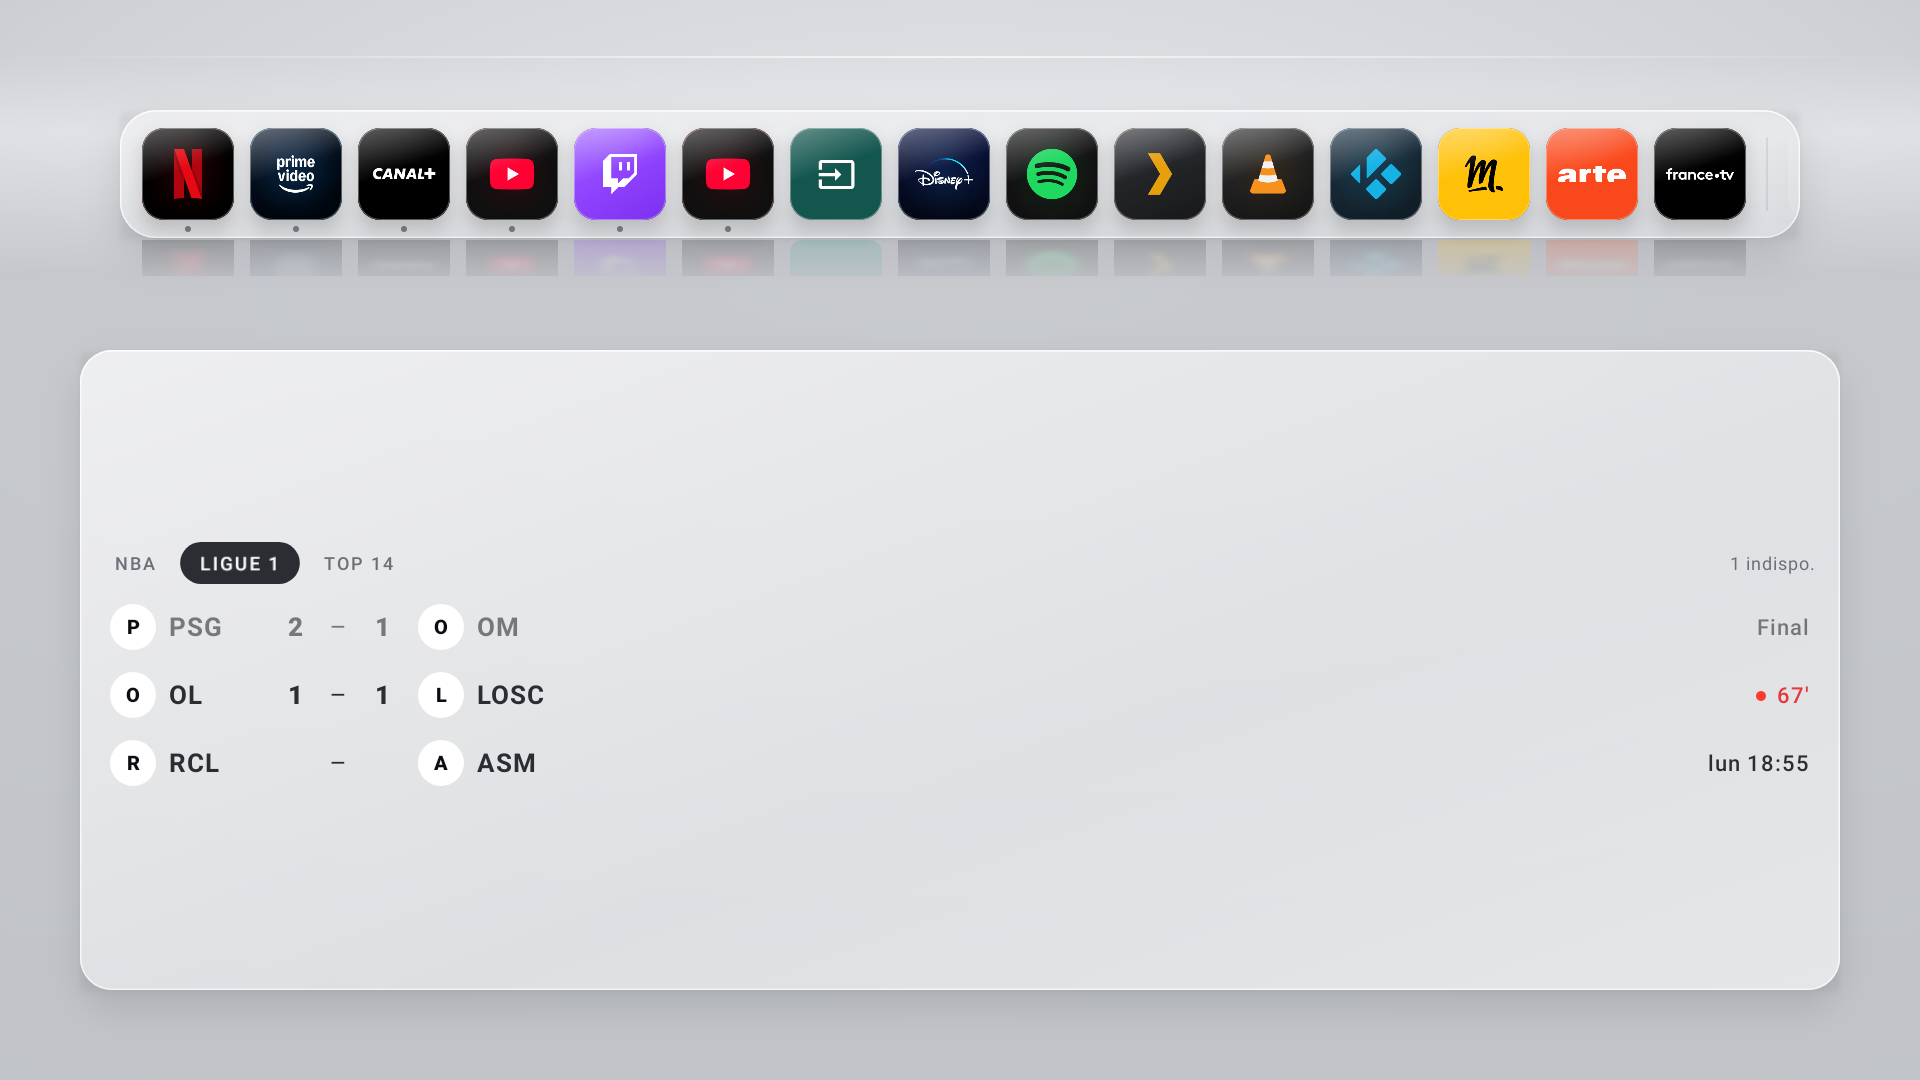 prime video
CANAL+
Disney+
m.
arte
france•tv
NBA LIGUE 1 TOP 14 1 indispo.
P PSG 2 – 1 O OM Final
O OL 1 – 1 L LOSC 67'
R RCL – A ASM lun 18:55